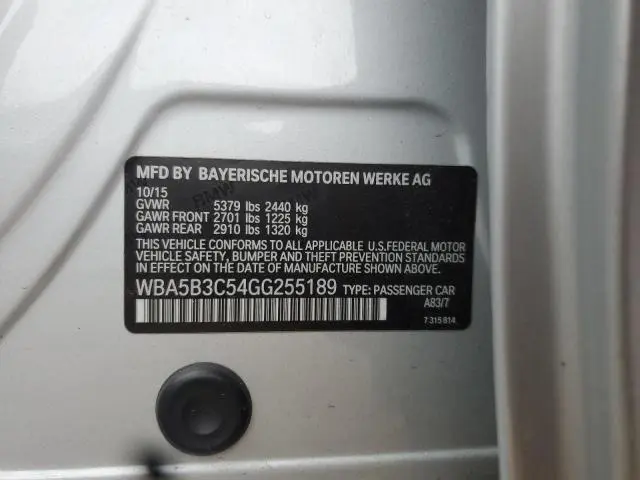 MFD BY BAYERISCHE MOTOREN WERKE AG
10/15
GVWR 5379 lbs 2440 kg
GAWR FRONT 2701 lbs 1225 kg
GAWR REAR 2910 lbs 1320 kg
THIS VEHICLE CONFORMS TO ALL APPLICABLE U.S.FEDERAL MOTOR
VEHICLE SAFETY, BUMPER AND THEFT PREVENTION STANDARDS
IN EFFECT ON THE DATE OF MANUFACTURE SHOWN ABOVE.
WBA5B3C54GG255189 TYPE: PASSENGER CAR
A83/7
7 315 814